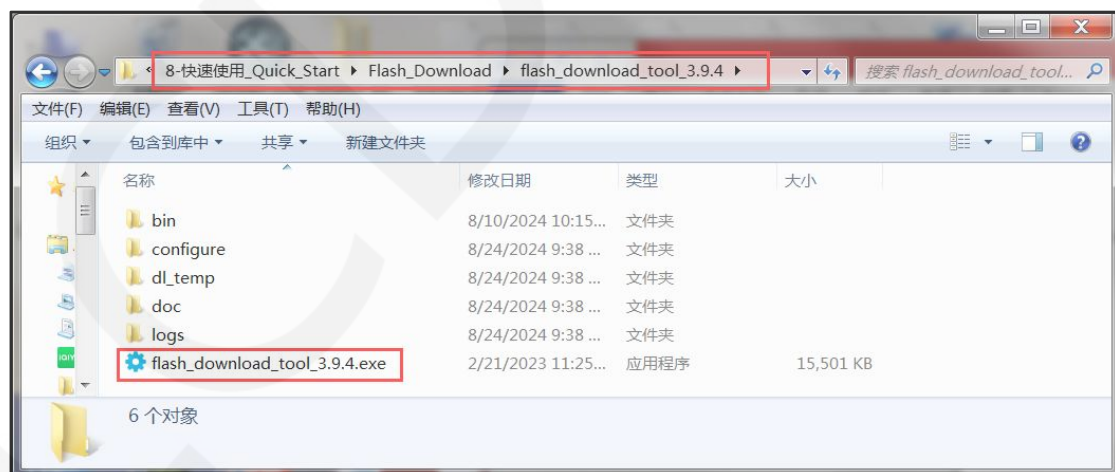 8-快速使用_Quick_Start ▸ Flash_Download ▸ flash_download_tool_3.9.4 ▸
搜索 flash_download_tool...
文件(F) 编辑(E) 查看(V) 工具(T) 帮助(H)
组织 包含到库中 共享 新建文件夹
名称 修改日期 类型 大小
bin 8/10/2024 10:15... 文件夹
configure 8/24/2024 9:38 ... 文件夹
dl_temp 8/24/2024 9:38 ... 文件夹
doc 8/24/2024 9:38 ... 文件夹
logs 8/24/2024 9:38 ... 文件夹
flash_download_tool_3.9.4.exe 2/21/2023 11:25... 应用程序 15,501 KB
6 个对象